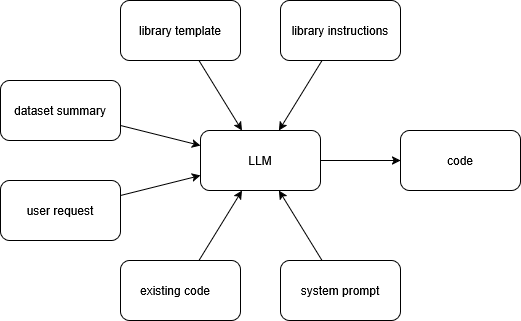 library template
library instructions
dataset summary
LLM
code
user request
existing code
system prompt